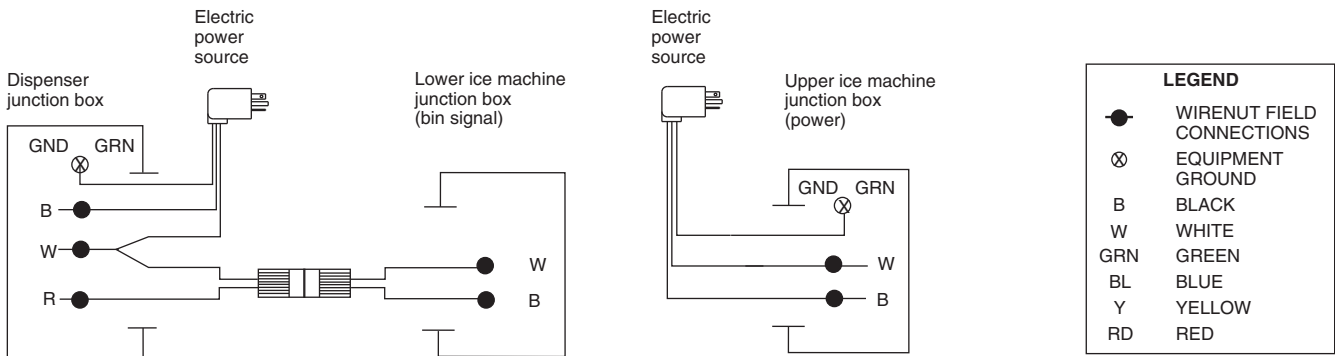 Electric
power
source
Dispenser
junction box
Lower ice machine
junction box
(bin signal)
GND GRN
B
W
R
W
B
Electric
power
source
Upper ice machine
junction box
(power)
GND GRN
W
B
LEGEND
WIRENUT FIELD
CONNECTIONS
EQUIPMENT
GROUND
B BLACK
W WHITE
GRN GREEN
BL BLUE
Y YELLOW
RD RED